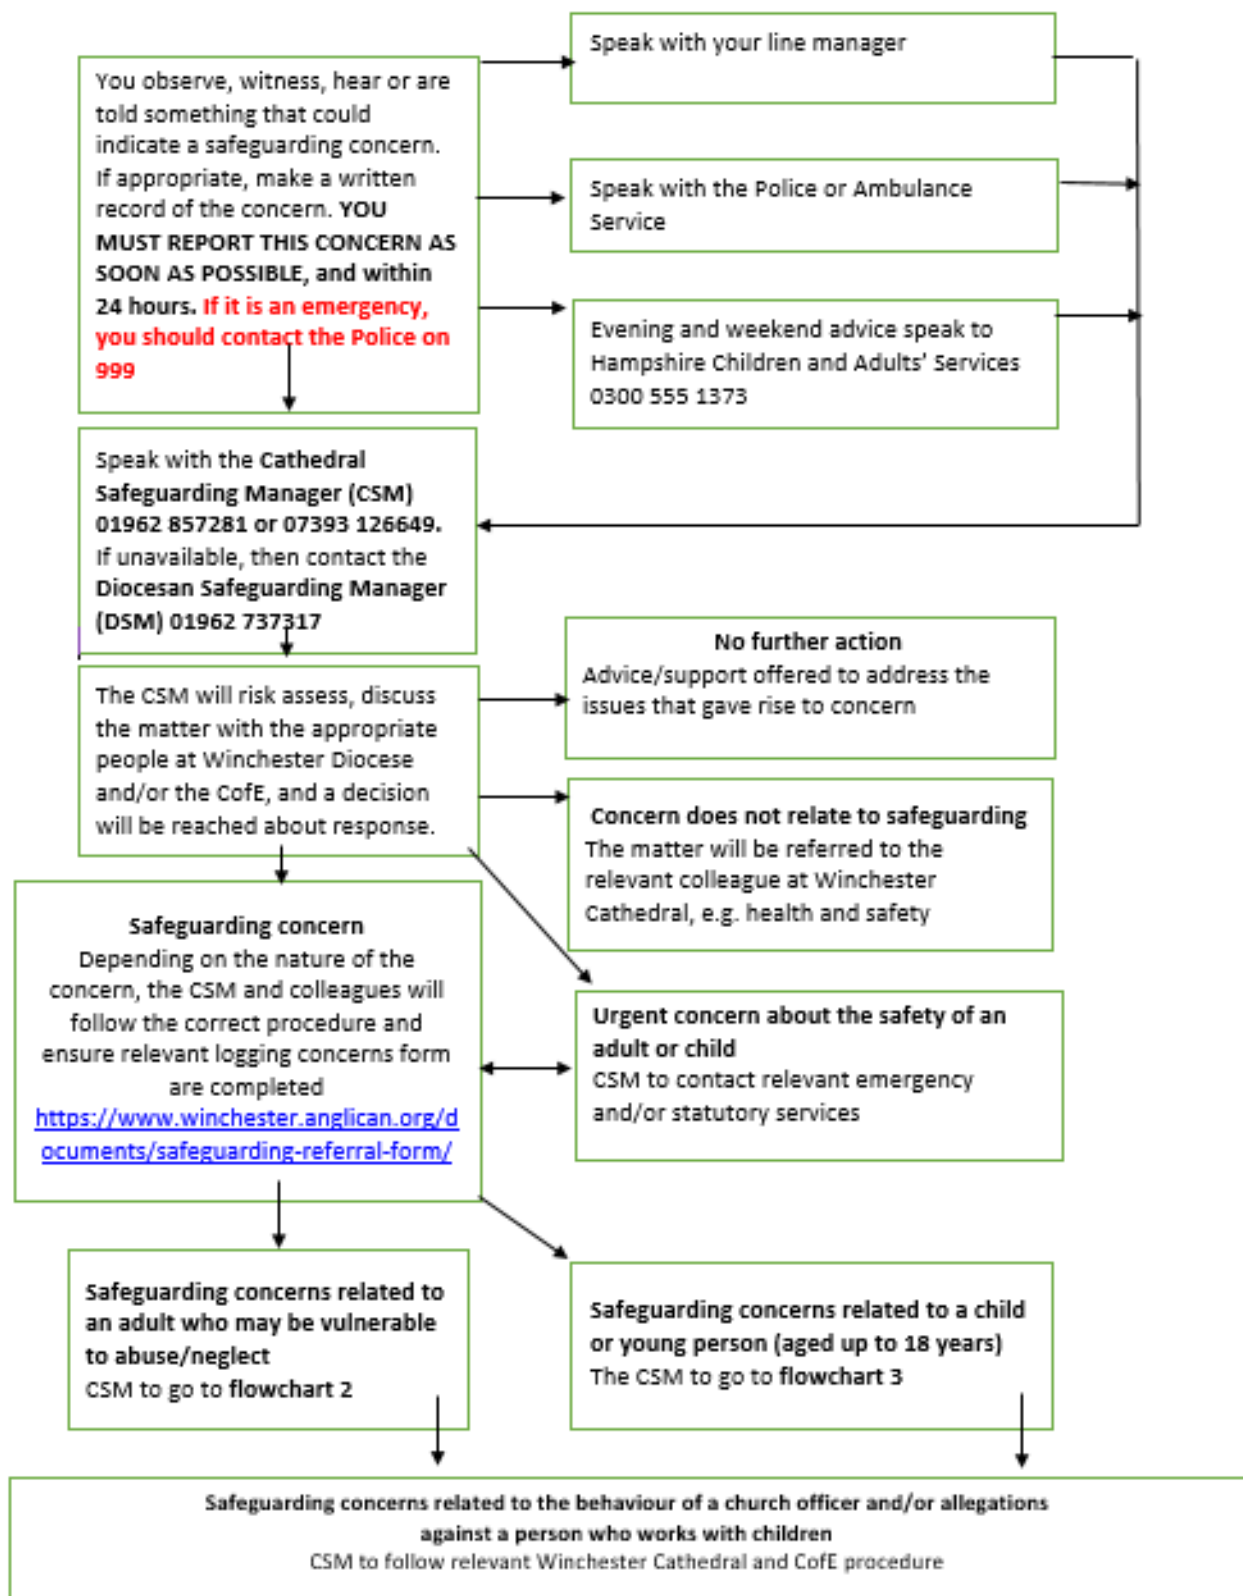 Speak with your line manager
You observe, witness, hear or are
told something that could
indicate a safeguarding concern.
If appropriate, make a written
record of the concern. YOU
MUST REPORT THIS CONCERN AS
SOON AS POSSIBLE, and within
24 hours. If it is an emergency,
you should contact the Police on
999
Speak with the Police or Ambulance
Service
Evening and weekend advice speak to
Hampshire Children and Adults' Services
0300 555 1373
Speak with the Cathedral
Safeguarding Manager (CSM)
01962 857281 or 07393 126649.
If unavailable, then contact the
Diocesan Safeguarding Manager
(DSM) 01962 737317
No further action
Advice/support offered to address the
issues that gave rise to concern
The CSM will risk assess, discuss
the matter with the appropriate
people at Winchester Diocese
and/or the CofE, and a decision
will be reached about response.
Concern does not relate to safeguarding
The matter will be referred to the
relevant colleague at Winchester
Cathedral, e.g. health and safety
Safeguarding concern
Depending on the nature of the
concern, the CSM and colleagues will
follow the correct procedure and
ensure relevant logging concerns form
are completed
https://www.winchester.anglican.org/d
ocuments/safeguarding-referral-form/
Urgent concern about the safety of an
adult or child
CSM to contact relevant emergency
and/or statutory services
Safeguarding concerns related to
an adult who may be vulnerable
to abuse/neglect
CSM to go to flowchart 2
Safeguarding concerns related to a child
or young person (aged up to 18 years)
The CSM to go to flowchart 3
Safeguarding concerns related to the behaviour of a church officer and/or allegations
against a person who works with children
CSM to follow relevant Winchester Cathedral and CofE procedure